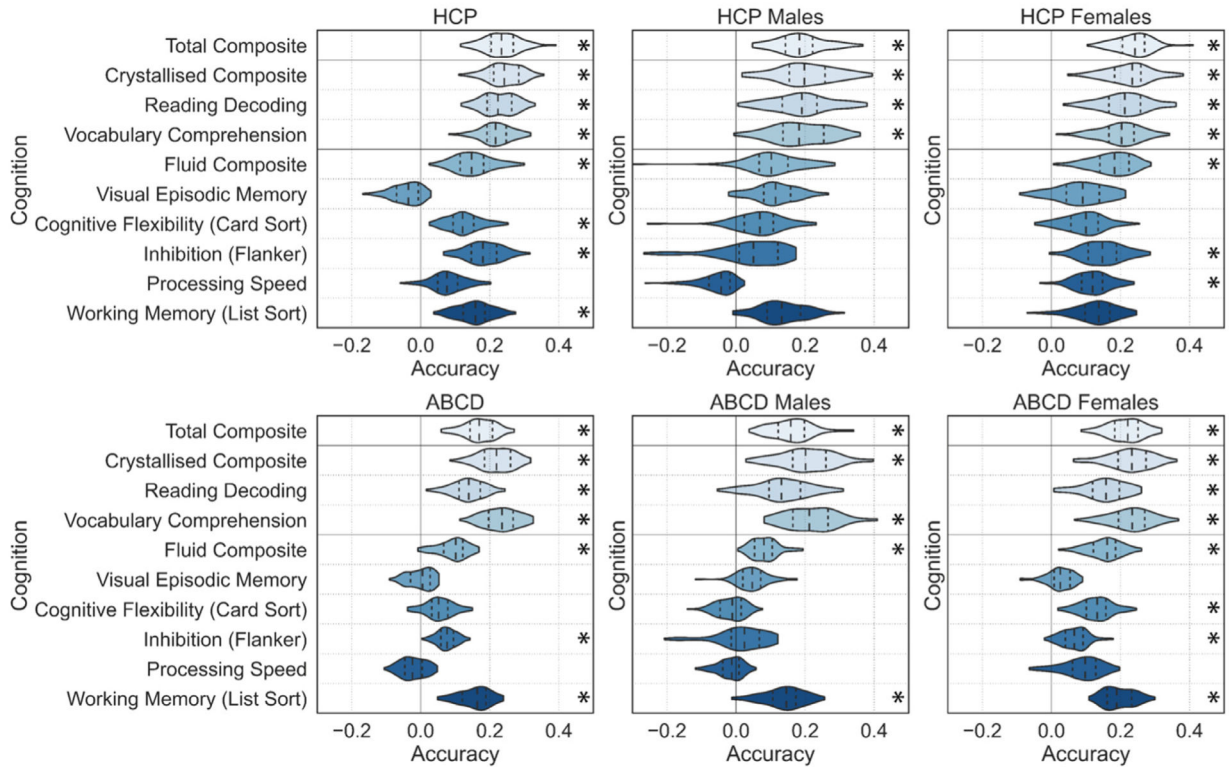 HCP
HCP Males
HCP Females
Cognition
Total Composite * * *
Crystallised Composite * * *
Reading Decoding * * *
Vocabulary Comprehension * * *
Fluid Composite * *
Visual Episodic Memory
Cognitive Flexibility (Card Sort) *
Inhibition (Flanker) * *
Processing Speed *
Working Memory (List Sort) *
Cognition
Cognition
−0.2 0.0 0.2 0.4
−0.2 0.0 0.2 0.4
−0.2 0.0 0.2 0.4
Accuracy
Accuracy
Accuracy
ABCD
ABCD Males
ABCD Females
Cognition
Total Composite * * *
Crystallised Composite * * *
Reading Decoding * *
Vocabulary Comprehension * * *
Fluid Composite * * *
Visual Episodic Memory
Cognitive Flexibility (Card Sort) *
Inhibition (Flanker) * *
Processing Speed *
Working Memory (List Sort) * * *
Cognition
Cognition
−0.2 0.0 0.2 0.4
−0.2 0.0 0.2 0.4
−0.2 0.0 0.2 0.4
Accuracy
Accuracy
Accuracy